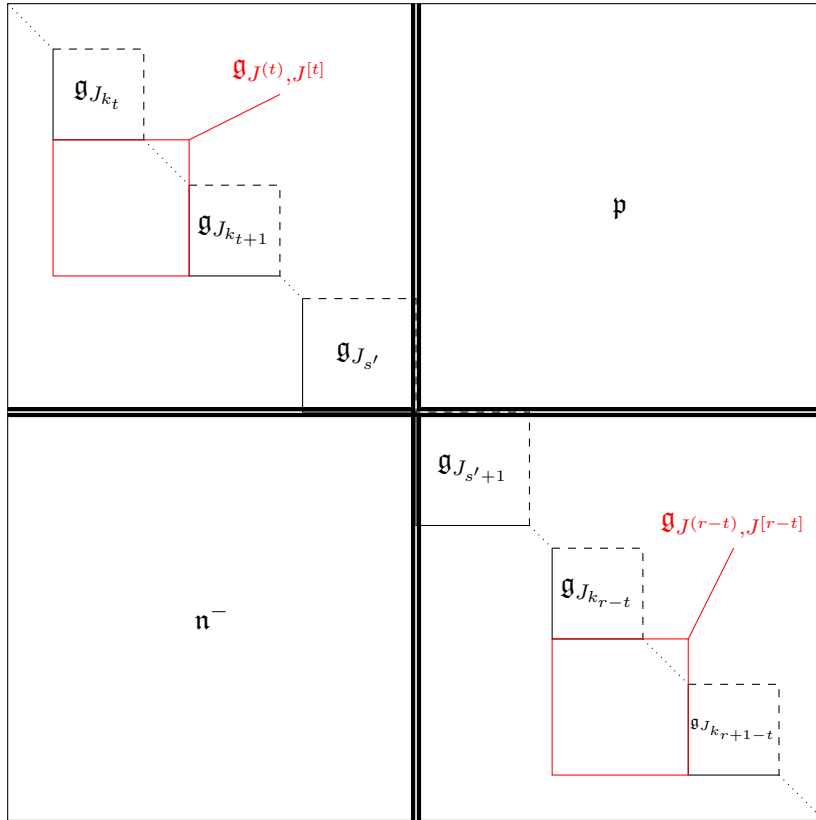 𝔤_{J^{(t)},J^{[t]}}
𝔤_{J_{k_t}}
𝔭
𝔤_{J_{k_{t+1}}}
𝔤_{J_{s'}}
𝔤_{J_{s'+1}}
𝔤_{J^{(r-t)},J^{[r-t]}}
𝔤_{J_{k_{r-t}}}
𝔫^-
𝔤_{J_{k_{r+1-t}}}